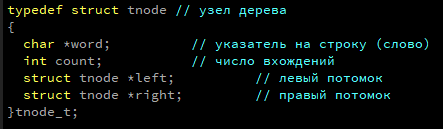 typedef struct tnode // узел дерева
{
  char *word;          // указатель на строку (слово)
  int count;           // число вхождений
  struct tnode *left;          // левый потомок
  struct tnode *right;         // правый потомок
}tnode_t;